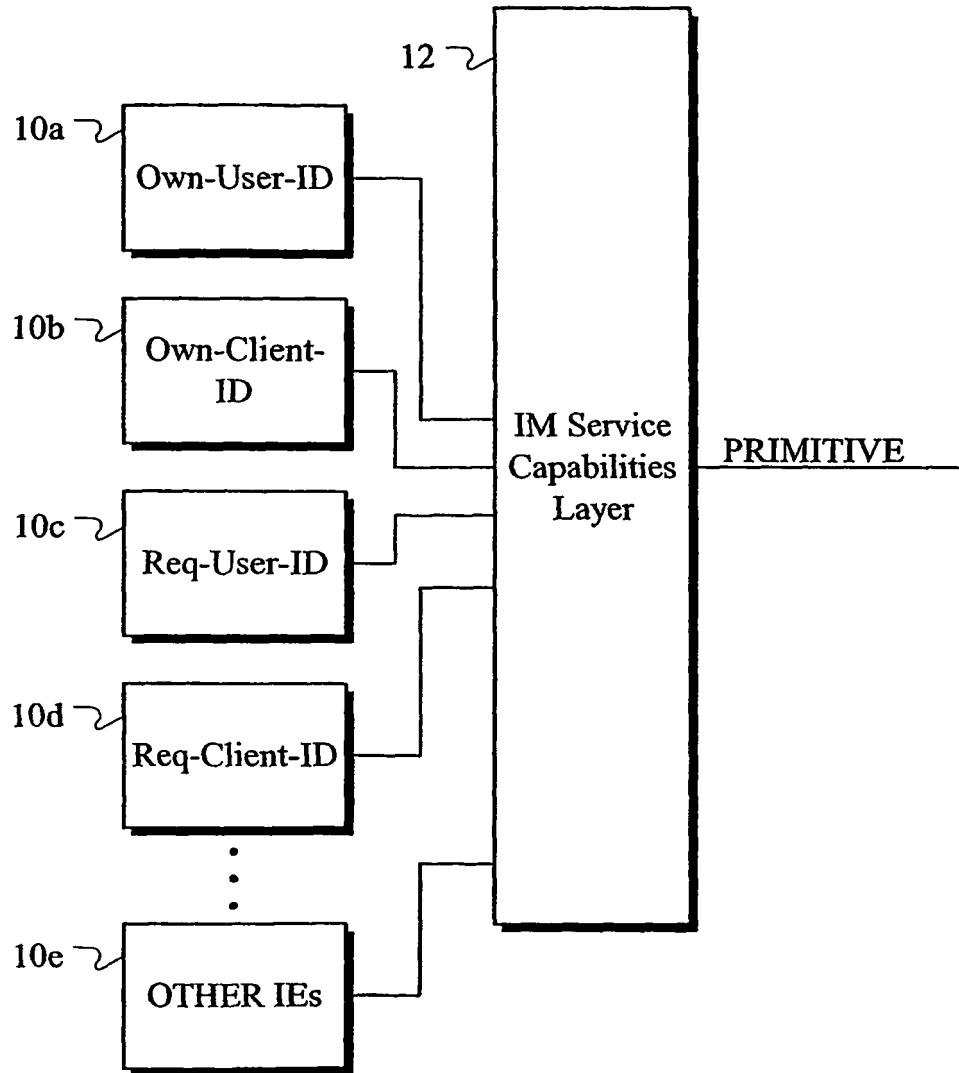 12
10a
Own-User-ID
10b
Own-Client-
ID
IM Service
Capabilities
Layer
PRIMITIVE
10c
Req-User-ID
10d
Req-Client-ID
10e
OTHER IEs